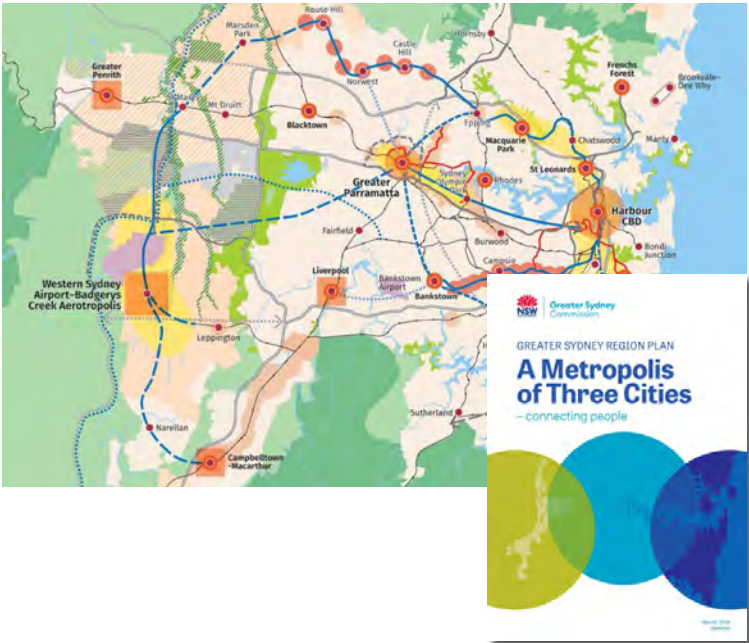 Rouse Hill
Marsden
Park
Hornsby
Castle
Hill
Norwest
Greater
Penrith
Frenchs
Forest
Brookvale–
Dee Why
Mt Druitt
Blacktown
Epping
Macquarie
Park
Chatswood
Manly
St Leonards
Greater
Parramatta
Sydney
Olympic
Park
Rhodes
Harbour
CBD
Fairfield
Burwood
Bondi
Junction
Liverpool
Bankstown
Airport
Campsie
Bankstown
Western Sydney
Airport–Badgerys
Creek Aerotropolis
Leppington
Sutherland
Narellan
Campbelltown
-Macarthur
NSW
Greater Sydney
Commission
GREATER SYDNEY REGION PLAN
A Metropolis
of Three Cities
– connecting people